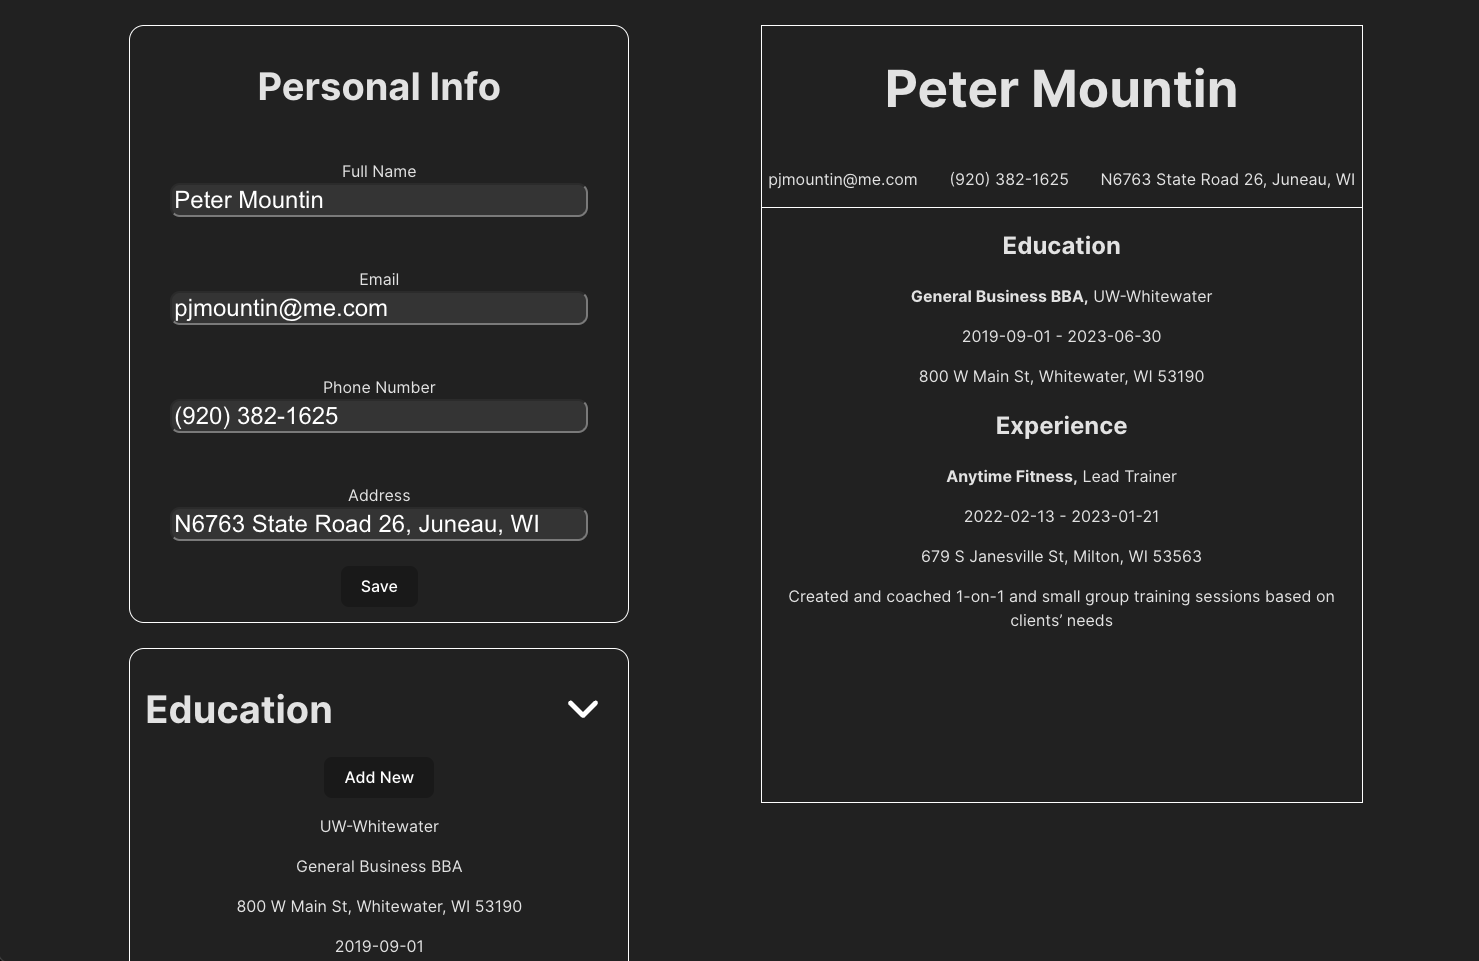 Personal Info
Full Name
Peter Mountin
Email
pjmountin@me.com
Phone Number
(920) 382-1625
Address
N6763 State Road 26, Juneau, WI
Save
Education
Add New
UW-Whitewater
General Business BBA
800 W Main St, Whitewater, WI 53190
2019-09-01
Peter Mountin
pjmountin@me.com (920) 382-1625 N6763 State Road 26, Juneau, WI
Education
General Business BBA, UW-Whitewater
2019-09-01 - 2023-06-30
800 W Main St, Whitewater, WI 53190
Experience
Anytime Fitness, Lead Trainer
2022-02-13 - 2023-01-21
679 S Janesville St, Milton, WI 53563
Created and coached 1-on-1 and small group training sessions based on
clients’ needs